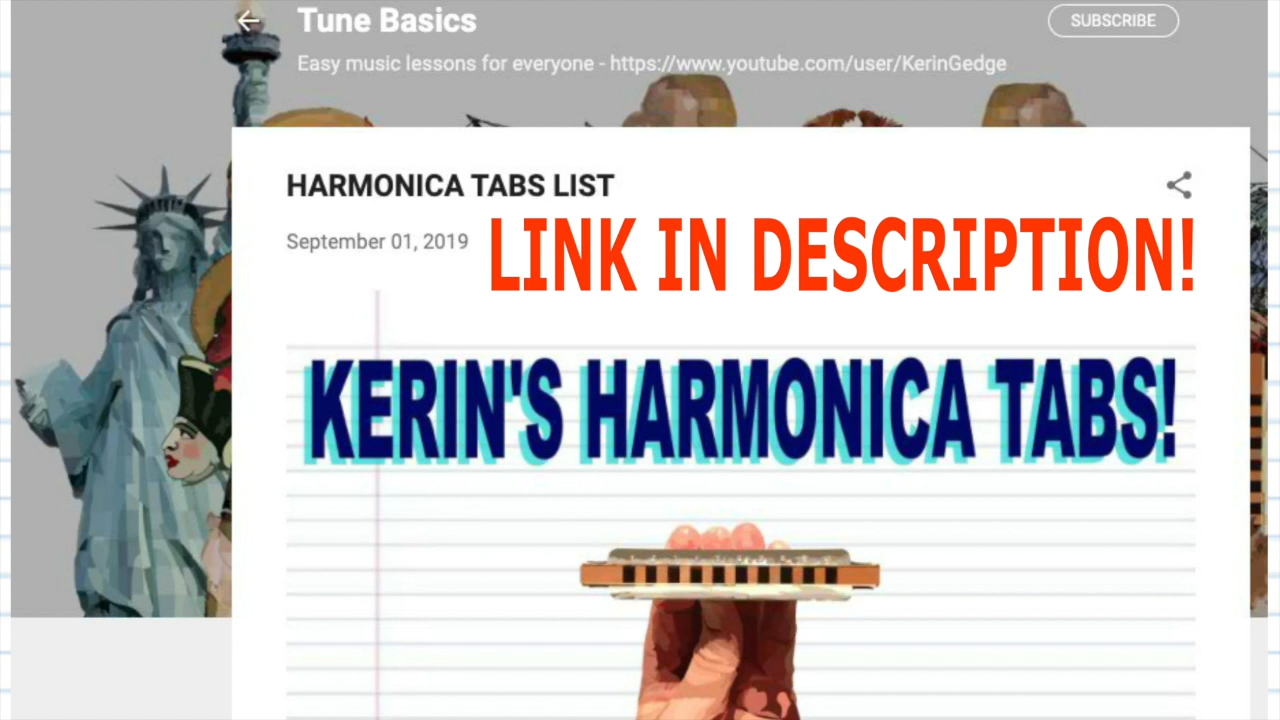 Tune Basics
SUBSCRIBE
Easy music lessons for everyone - https://www.youtube.com/user/KerinGedge
HARMONICA TABS LIST
September 01, 2019
LINK IN DESCRIPTION!
KERIN'S HARMONICA TABS!